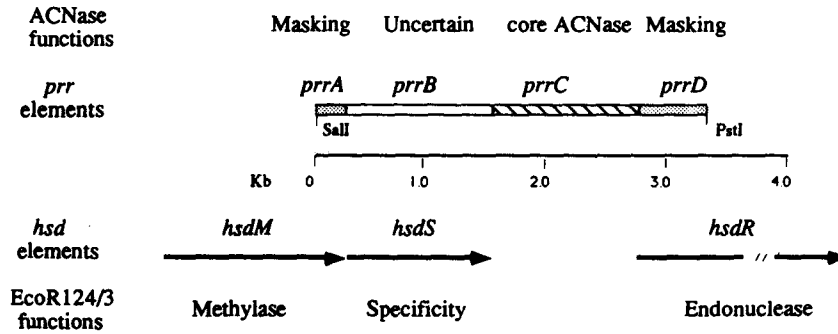 ACNase functions
Masking Uncertain core ACNase Masking
prr elements
prrA prrB prrC prrD
SalI PstI
Kb 0 1.0 2.0 3.0 4.0
hsd elements
hsdM hsdS hsdR
//
EcoR124/3 functions
Methylase Specificity Endonuclease